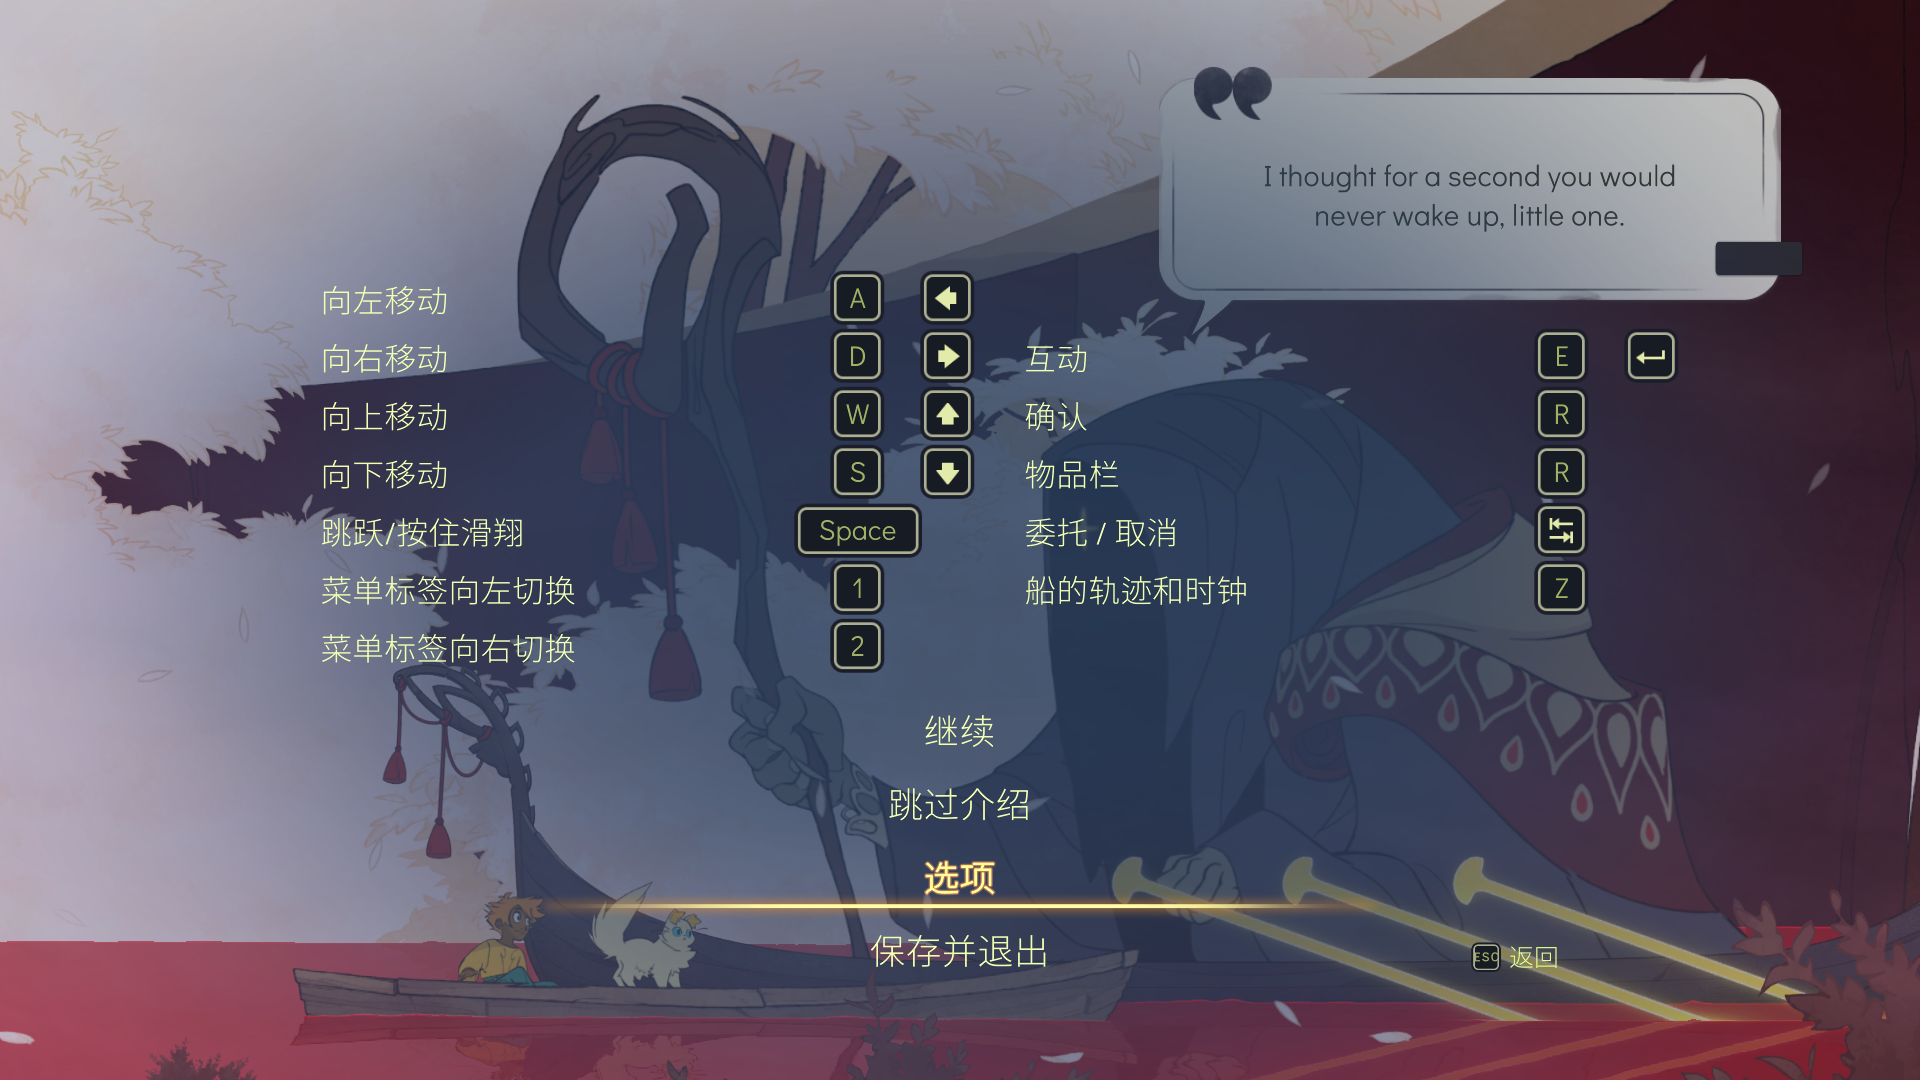 I thought for a second you would
never wake up, little one.
向左移动 A
向右移动 D
向上移动 W
向下移动 S
跳跃/按住滑翔 Space
菜单标签向左切换 1
菜单标签向右切换 2
互动 E
确认 R
物品栏 R
委托 / 取消
船的轨迹和时钟 Z
继续
跳过介绍
选项
保存并退出
ESC 返回